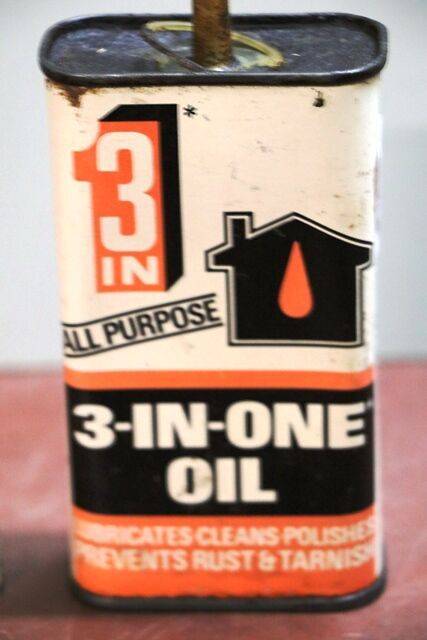 3
IN
*
ALL PURPOSE
3-IN-ONE
OIL
LUBRICATES·CLEANS·POLISHES
PREVENTS RUST & TARNISH